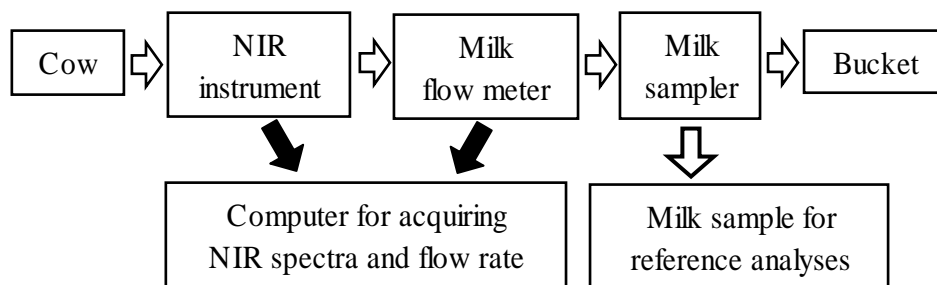 Cow
NIR
instrument
Milk
flow meter
Milk
sampler
Bucket
Computer for acquiring
NIR spectra and flow rate
Milk sample for
reference analyses